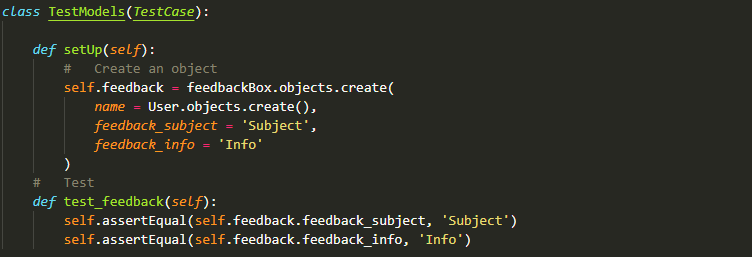 class TestModels(TestCase):
def setUp(self):
#   Create an object
self.feedback = feedbackBox.objects.create(
name = User.objects.create(),
feedback_subject = 'Subject',
feedback_info = 'Info'
)
#   Test
def test_feedback(self):
self.assertEqual(self.feedback.feedback_subject, 'Subject')
self.assertEqual(self.feedback.feedback_info, 'Info')